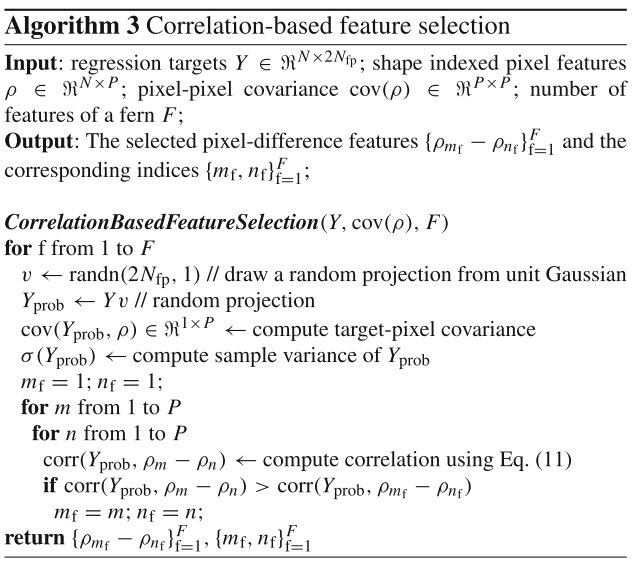 Algorithm 3 Correlation-based feature selection
Input: regression targets Y ∈ ℜ^{N×2N_fp}; shape indexed pixel features
ρ ∈ ℜ^{N×P}; pixel-pixel covariance cov(ρ) ∈ ℜ^{P×P}; number of
features of a fern F;
Output: The selected pixel-difference features {ρ_{m_f} − ρ_{n_f}}^F_{f=1} and the
corresponding indices {m_f, n_f}^F_{f=1};
CorrelationBasedFeatureSelection(Y, cov(ρ), F)
for f from 1 to F
υ ← randn(2N_fp, 1) // draw a random projection from unit Gaussian
Y_prob ← Yυ // random projection
cov(Y_prob, ρ) ∈ ℜ^{1×P} ← compute target-pixel covariance
σ(Y_prob) ← compute sample variance of Y_prob
m_f = 1; n_f = 1;
for m from 1 to P
for n from 1 to P
corr(Y_prob, ρ_m − ρ_n) ← compute correlation using Eq. (11)
if corr(Y_prob, ρ_m − ρ_n) > corr(Y_prob, ρ_{m_f} − ρ_{n_f})
m_f = m; n_f = n;
return {ρ_{m_f} − ρ_{n_f}}^F_{f=1}, {m_f, n_f}^F_{f=1}